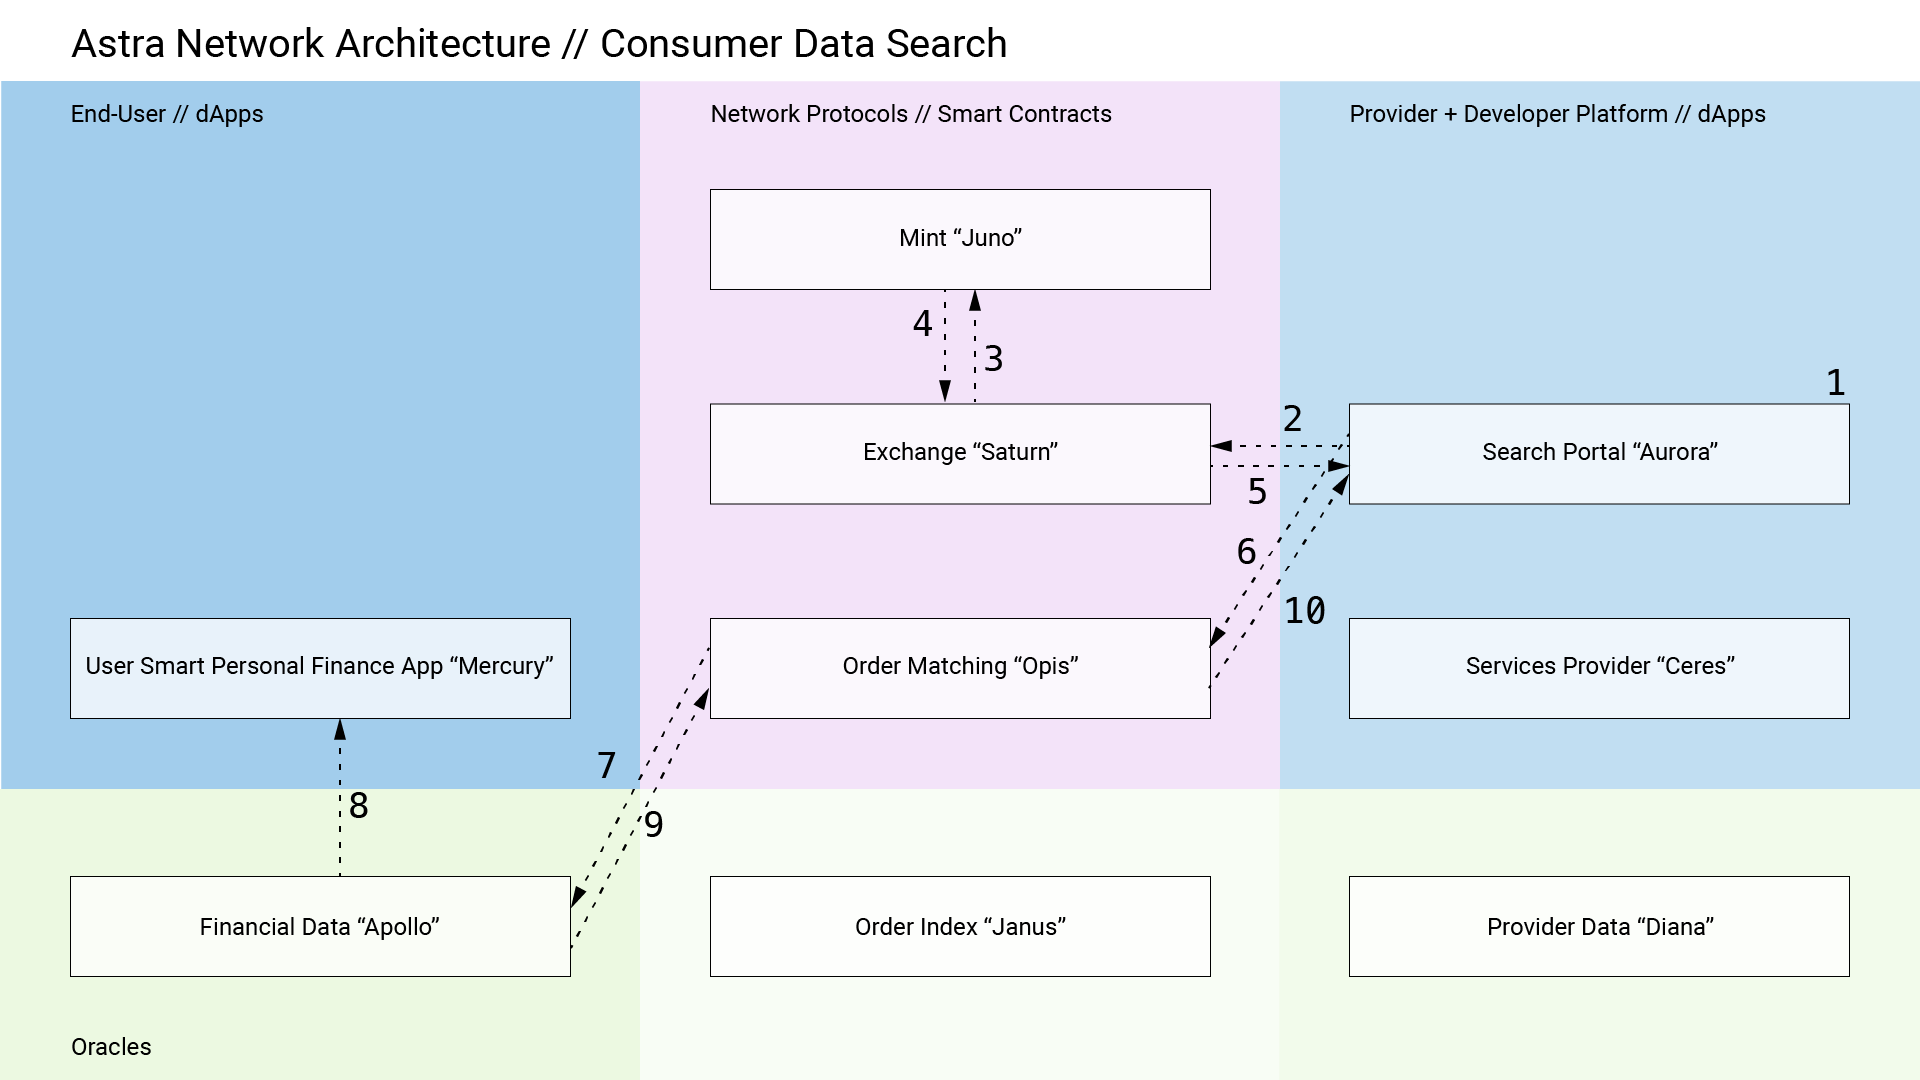 Astra Network Architecture // Consumer Data Search
End-User // dApps
Network Protocols // Smart Contracts
Provider + Developer Platform // dApps
Mint “Juno”
4
3
1
2
Exchange “Saturn”
Search Portal “Aurora”
5
6
10
User Smart Personal Finance App “Mercury”
Order Matching “Opis”
Services Provider “Ceres”
7
8
9
Financial Data “Apollo”
Order Index “Janus”
Provider Data “Diana”
Oracles